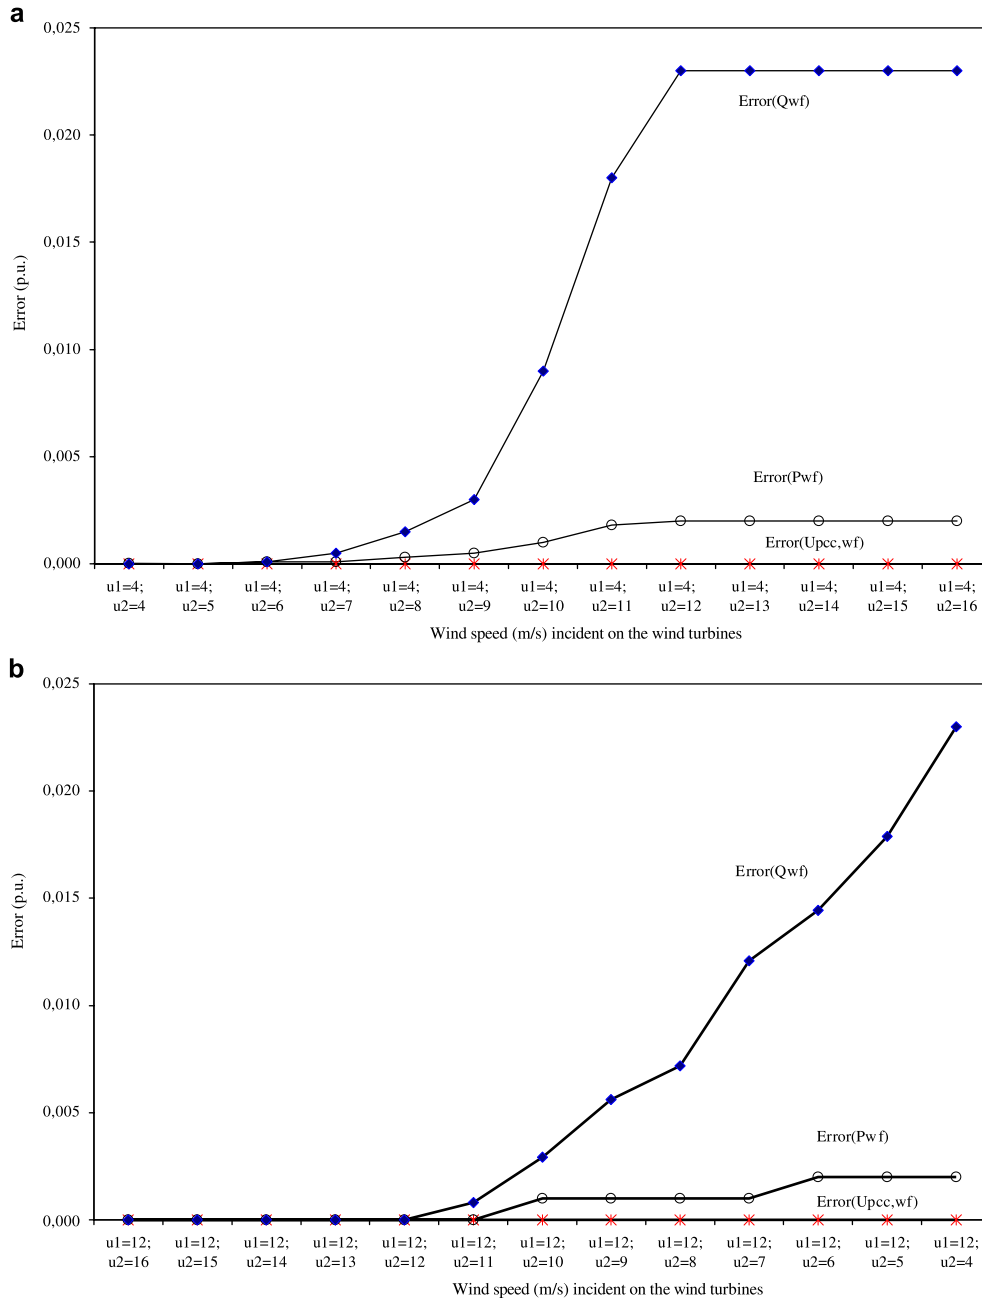 a
0,025
Error(Qwf)
0,020
0,015
Error (p.u.)
0,010
0,005
Error(Pwf)
Error(Upcc,wf)
0,000
u1=4; u1=4; u1=4; u1=4; u1=4; u1=4; u1=4; u1=4; u1=4; u1=4; u1=4; u1=4; u1=4;
u2=4 u2=5 u2=6 u2=7 u2=8 u2=9 u2=10 u2=11 u2=12 u2=13 u2=14 u2=15 u2=16
Wind speed (m/s) incident on the wind turbines
b
0,025
0,020
Error(Qwf)
0,015
Error (p.u.)
0,010
0,005
Error(Pwf)
Error(Upcc,wf)
0,000
u1=12; u1=12; u1=12; u1=12; u1=12; u1=12; u1=12; u1=12; u1=12; u1=12; u1=12; u1=12; u1=12;
u2=16 u2=15 u2=14 u2=13 u2=12 u2=11 u2=10 u2=9 u2=8 u2=7 u2=6 u2=5 u2=4
Wind speed (m/s) incident on the wind turbines